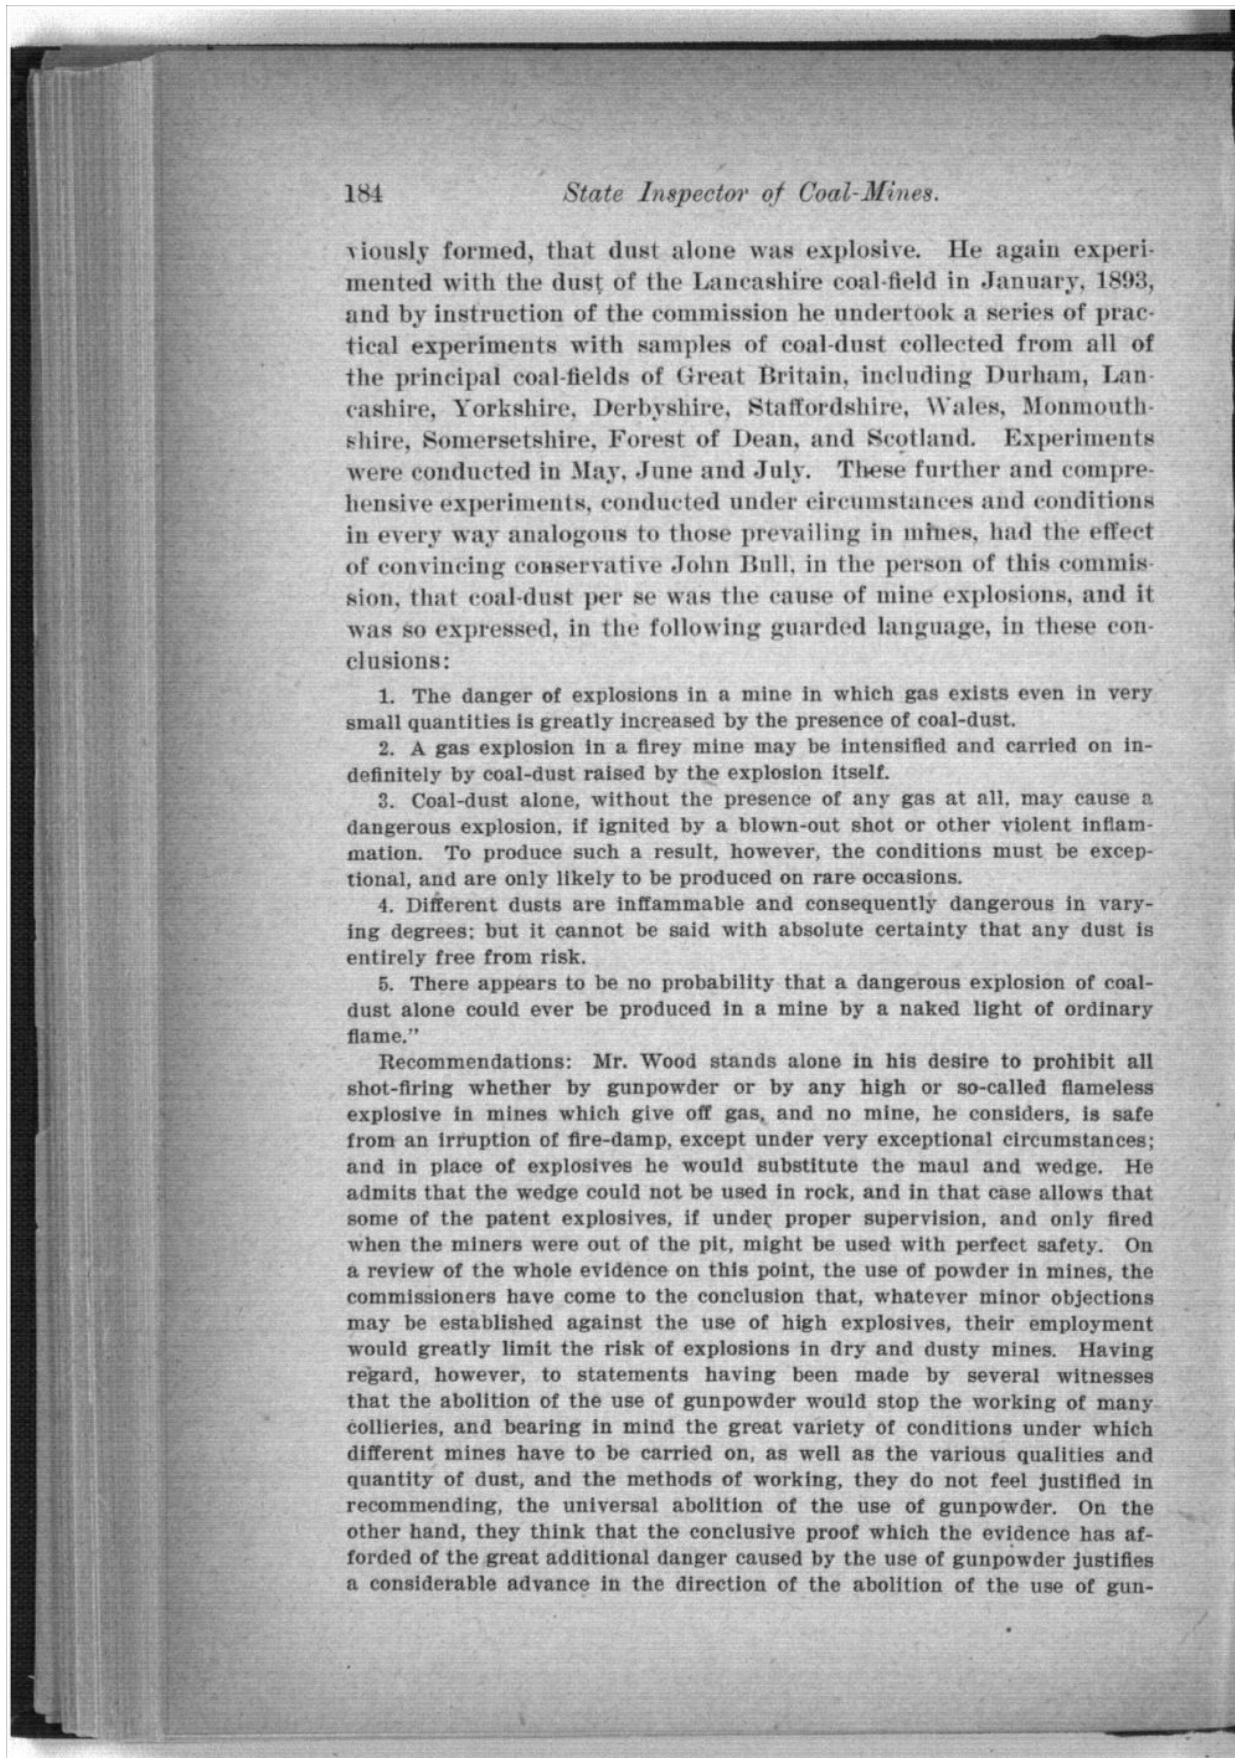 184 State Inspector of Coal-Mines.
viously formed, that dust alone was explosive. He again experi-
mented with the dust of the Lancashire coal-field in January, 1893,
and by instruction of the commission he undertook a series of prac-
tical experiments with samples of coal-dust collected from all of
the principal coal-fields of Great Britain, including Durham, Lan-
cashire, Yorkshire, Derbyshire, Staffordshire, Wales, Monmouth-
shire, Somersetshire, Forest of Dean, and Scotland. Experiments
were conducted in May, June and July. These further and compre-
hensive experiments, conducted under circumstances and conditions
in every way analogous to those prevailing in mines, had the effect
of convincing conservative John Bull, in the person of this commis-
sion, that coal-dust per se was the cause of mine explosions, and it
was so expressed, in the following guarded language, in these con-
clusions:
1. The danger of explosions in a mine in which gas exists even in very
small quantities is greatly increased by the presence of coal-dust.
2. A gas explosion in a firey mine may be intensified and carried on in-
definitely by coal-dust raised by the explosion itself.
3. Coal-dust alone, without the presence of any gas at all, may cause a
dangerous explosion, if ignited by a blown-out shot or other violent inflam-
mation. To produce such a result, however, the conditions must be excep-
tional, and are only likely to be produced on rare occasions.
4. Different dusts are inffammable and consequently dangerous in vary-
ing degrees; but it cannot be said with absolute certainty that any dust is
entirely free from risk.
5. There appears to be no probability that a dangerous explosion of coal-
dust alone could ever be produced in a mine by a naked light of ordinary
flame."
Recommendations: Mr. Wood stands alone in his desire to prohibit all
shot-firing whether by gunpowder or by any high or so-called flameless
explosive in mines which give off gas, and no mine, he considers, is safe
from an irruption of fire-damp, except under very exceptional circumstances;
and in place of explosives he would substitute the maul and wedge. He
admits that the wedge could not be used in rock, and in that case allows that
some of the patent explosives, if under proper supervision, and only fired
when the miners were out of the pit, might be used with perfect safety. On
a review of the whole evidence on this point, the use of powder in mines, the
commissioners have come to the conclusion that, whatever minor objections
may be established against the use of high explosives, their employment
would greatly limit the risk of explosions in dry and dusty mines. Having
regard, however, to statements having been made by several witnesses
that the abolition of the use of gunpowder would stop the working of many
collieries, and bearing in mind the great variety of conditions under which
different mines have to be carried on, as well as the various qualities and
quantity of dust, and the methods of working, they do not feel justified in
recommending, the universal abolition of the use of gunpowder. On the
other hand, they think that the conclusive proof which the evidence has af-
forded of the great additional danger caused by the use of gunpowder justifies
a considerable advance in the direction of the abolition of the use of gun-